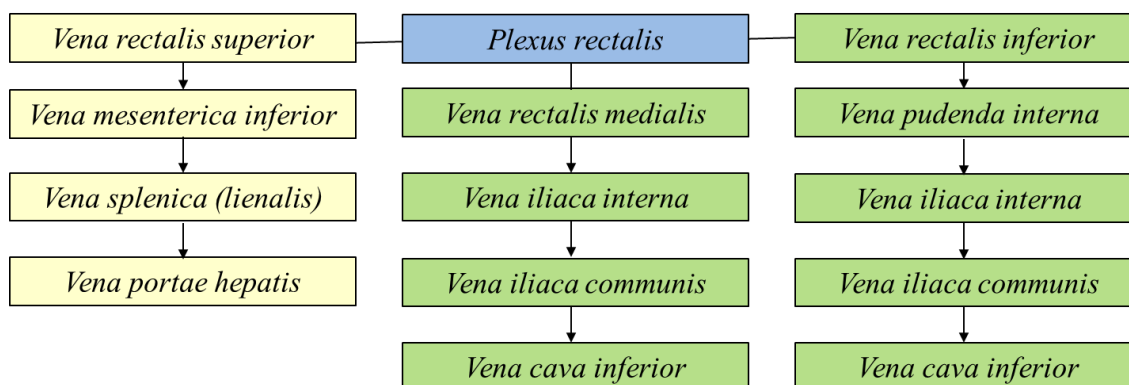 Vena rectalis superior
Plexus rectalis
Vena rectalis inferior
Vena mesenterica inferior
Vena rectalis medialis
Vena pudenda interna
Vena splenica (lienalis)
Vena iliaca interna
Vena iliaca interna
Vena portae hepatis
Vena iliaca communis
Vena iliaca communis
Vena cava inferior
Vena cava inferior